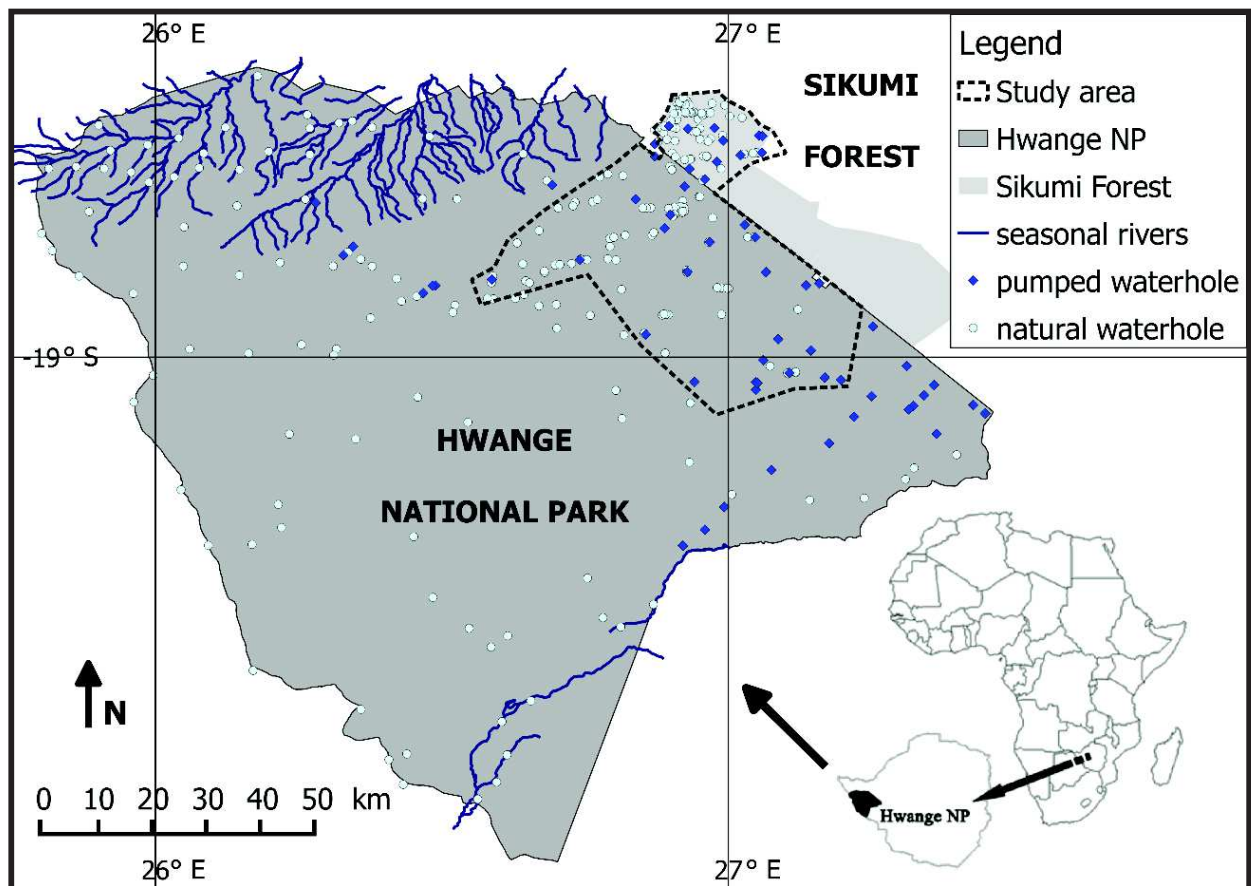 26° E
27° E
Legend
Study area
Hwange NP
Sikumi Forest
seasonal rivers
pumped waterhole
natural waterhole
SIKUMI
FOREST
-19° S
HWANGE
NATIONAL PARK
N
0 10 20 30 40 50 km
Hwange NP
26° E
27° E